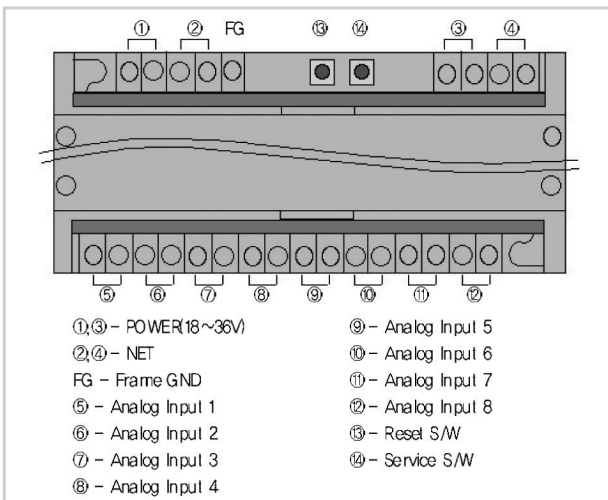 ① ② FG ⑬ ⑭ ③ ④
⑤ ⑥ ⑦ ⑧ ⑨ ⑩ ⑪ ⑫
①,③ - POWER(18~36V)
②,④ - NET
FG - Frame GND
⑤ - Analog Input 1
⑥ - Analog Input 2
⑦ - Analog Input 3
⑧ - Analog Input 4
⑨ - Analog Input 5
⑩ - Analog Input 6
⑪ - Analog Input 7
⑫ - Analog Input 8
⑬ - Reset S/W
⑭ - Service S/W